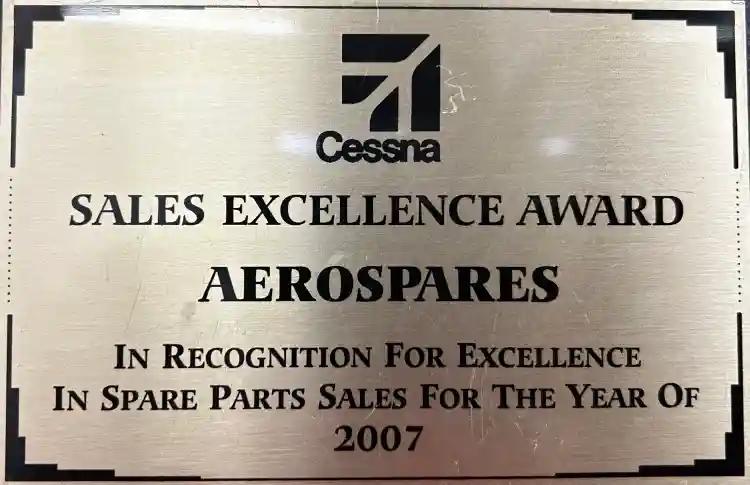 Cessna
SALES EXCELLENCE AWARD
AEROSPARES
IN RECOGNITION FOR EXCELLENCE
IN SPARE PARTS SALES FOR THE YEAR OF
2007